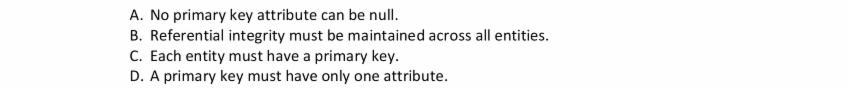 A. No primary key attribute can be null.
B. Referential integrity must be maintained across all entities.
C. Each entity must have a primary key.
D. A primary key must have only one attribute.